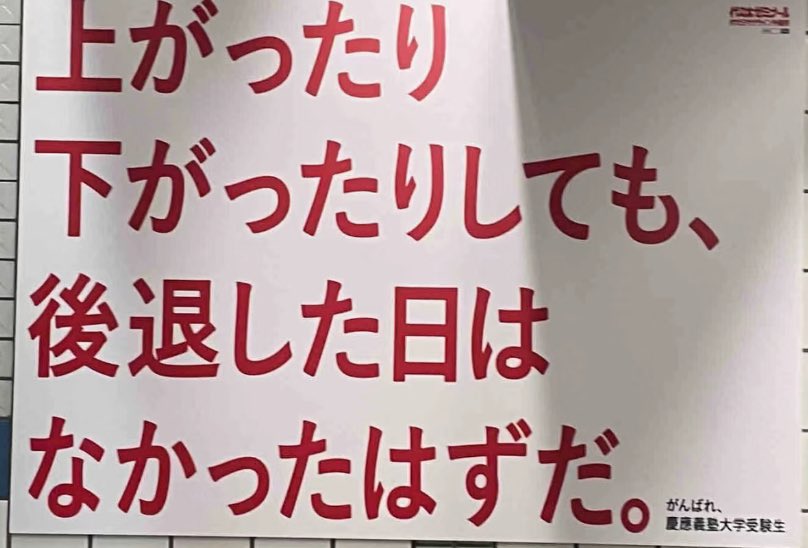 上がったり
下がったりしても、
後退した日は
なかったはずだ。
がんばれ、
慶應義塾大学受験生